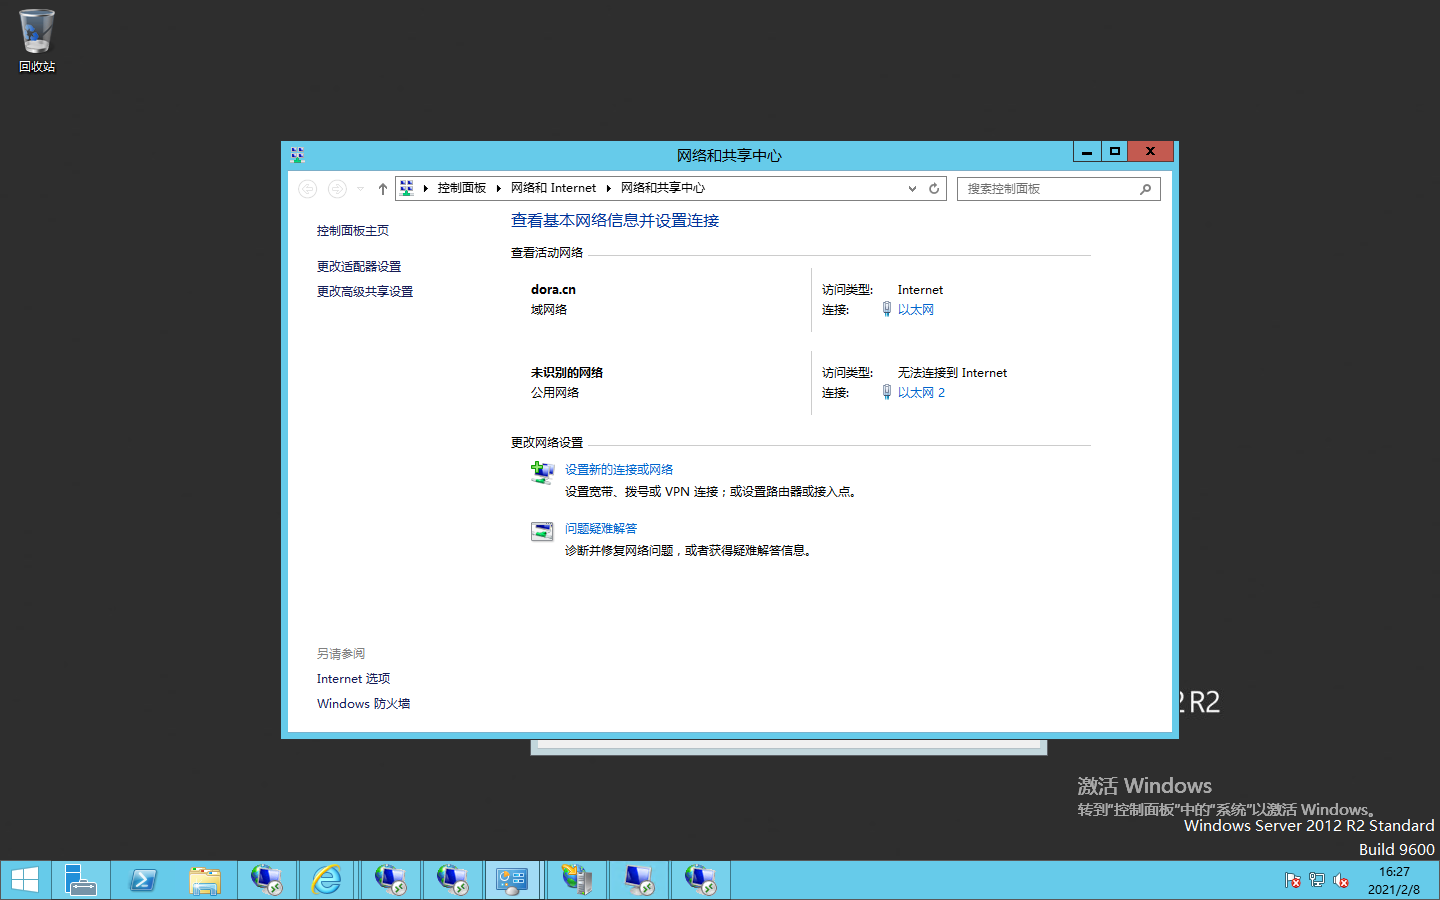 回收站
网络和共享中心
控制面板 网络和 Internet 网络和共享中心
搜索控制面板
控制面板主页
更改适配器设置
更改高级共享设置
查看基本网络信息并设置连接
查看活动网络
dora.cn
域网络
访问类型: Internet
连接: 以太网
未识别的网络
公用网络
访问类型: 无法连接到 Internet
连接: 以太网 2
更改网络设置
设置新的连接或网络
设置宽带、拨号或 VPN 连接；或设置路由器或接入点。
问题疑难解答
诊断并修复网络问题，或者获得疑难解答信息。
另请参阅
Internet 选项
Windows 防火墙
2 R2
激活 Windows
转到"控制面板"中的"系统"以激活 Windows。
Windows Server 2012 R2 Standard
Build 9600
16:27
2021/2/8